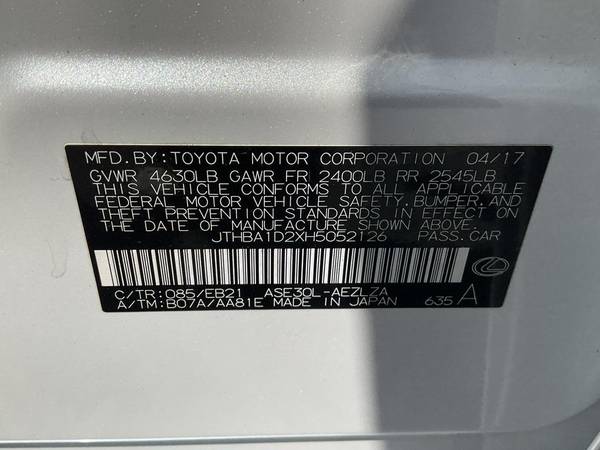 MFD.BY:TOYOTA MOTOR CORPORATION 04/17
GVWR 4630LB GAWR FR 2400LB RR 2545LB
THIS VEHICLE CONFORMS TO ALL APPLICABLE
FEDERAL MOTOR VEHICLE SAFETY,BUMPER,AND
THEFT PREVENTION STANDARDS IN EFFECT ON
THE DATE OF MANUFACTURE SHOWN ABOVE.
JTHBA1D2XH5052126 PASS.CAR
C/TR:085/EB21 ASE30L-AEZLZA
A/TM:B07A/AA81E MADE IN JAPAN 635 A